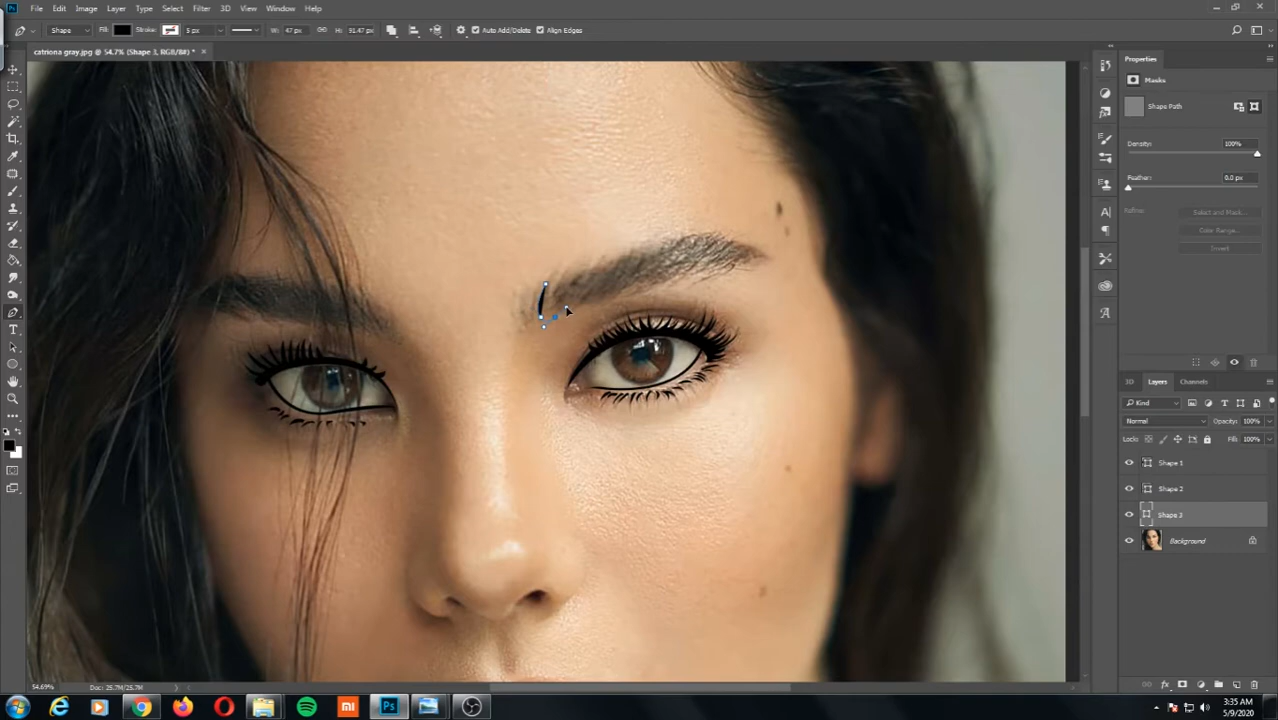 Ps File Edit Image Layer Type Select Filter 3D View Window Help
Shape Fill: Stroke: 5 px W: 47 px H: 91.47 px Auto Add/Delete Align Edges
catriona gray.jpg @ 54.7% (Shape 3, RGB/8#) * ×
Properties
Masks
Shape Path
Density: 100%
Feather: 0.0 px
Refine:
Select and Mask...
Color Range...
Invert
3D Layers Channels
Kind
Normal Opacity: 100%
Lock: Fill: 100%
Shape 1
Shape 2
Shape 3
Background
54.69% Doc: 25.7M/25.7M
3:35 AM
5/9/2020